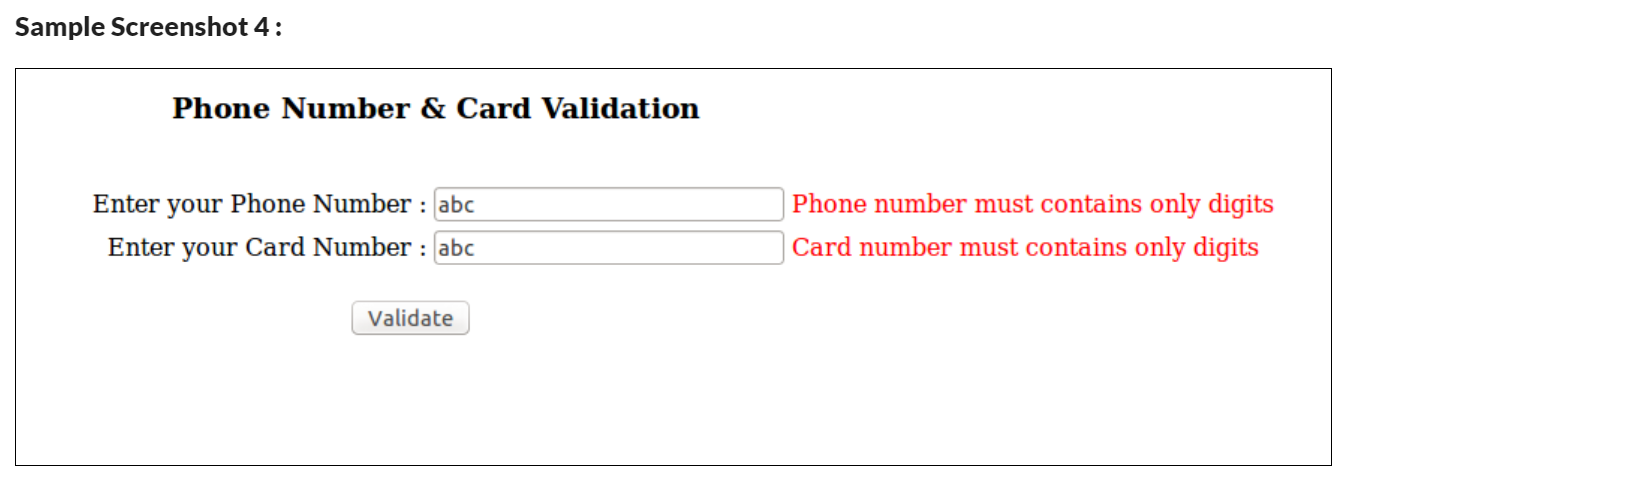 Sample Screenshot 4 :
Phone Number & Card Validation
Enter your Phone Number : abc Phone number must contains only digits
Enter your Card Number : abc Card number must contains only digits
Validate